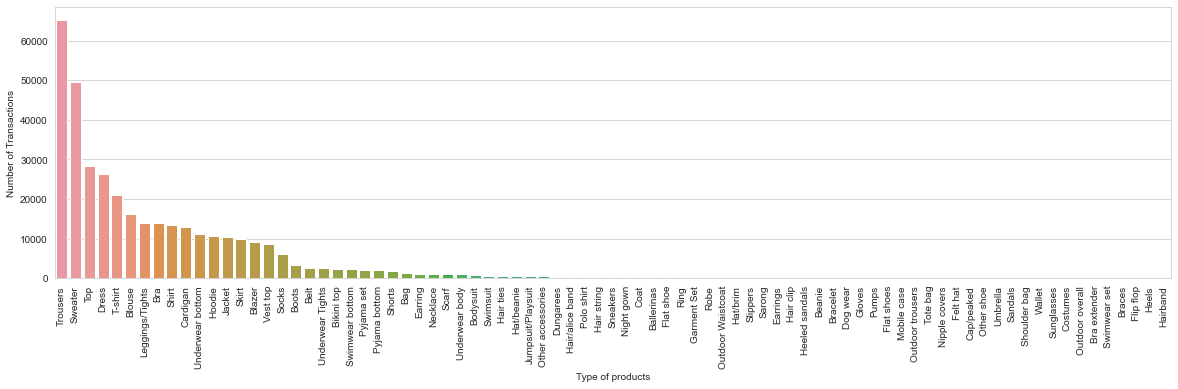 60000
50000
40000
30000
20000
10000
0
Number of Transactions
Trousers
Sweater
Top
Dress
T-shirt
Blouse
Leggings/Tights
Bra
Shirt
Cardigan
Underwear bottom
Hoodie
Jacket
Skirt
Blazer
Vest top
Socks
Boots
Belt
Underwear Tights
Bikini top
Swimwear bottom
Pyjama set
Pyjama bottom
Shorts
Bag
Earring
Necklace
Scarf
Underwear body
Bodysuit
Swimsuit
Hair ties
Hat/beanie
Jumpsuit/Playsuit
Other accessories
Dungarees
Hair/alice band
Polo shirt
Hair string
Sneakers
Night gown
Coat
Ballerinas
Flat shoe
Ring
Garment Set
Robe
Outdoor Waistcoat
Hat/brim
Slippers
Sarong
Earrings
Hair clip
Heeled sandals
Beanie
Bracelet
Dog wear
Gloves
Pumps
Flat shoes
Mobile case
Outdoor trousers
Tote bag
Nipple covers
Felt hat
Cap/peaked
Other shoe
Umbrella
Sandals
Shoulder bag
Wallet
Sunglasses
Costumes
Outdoor overall
Bra extender
Swimwear set
Braces
Flip flop
Heels
Hairband
Type of products